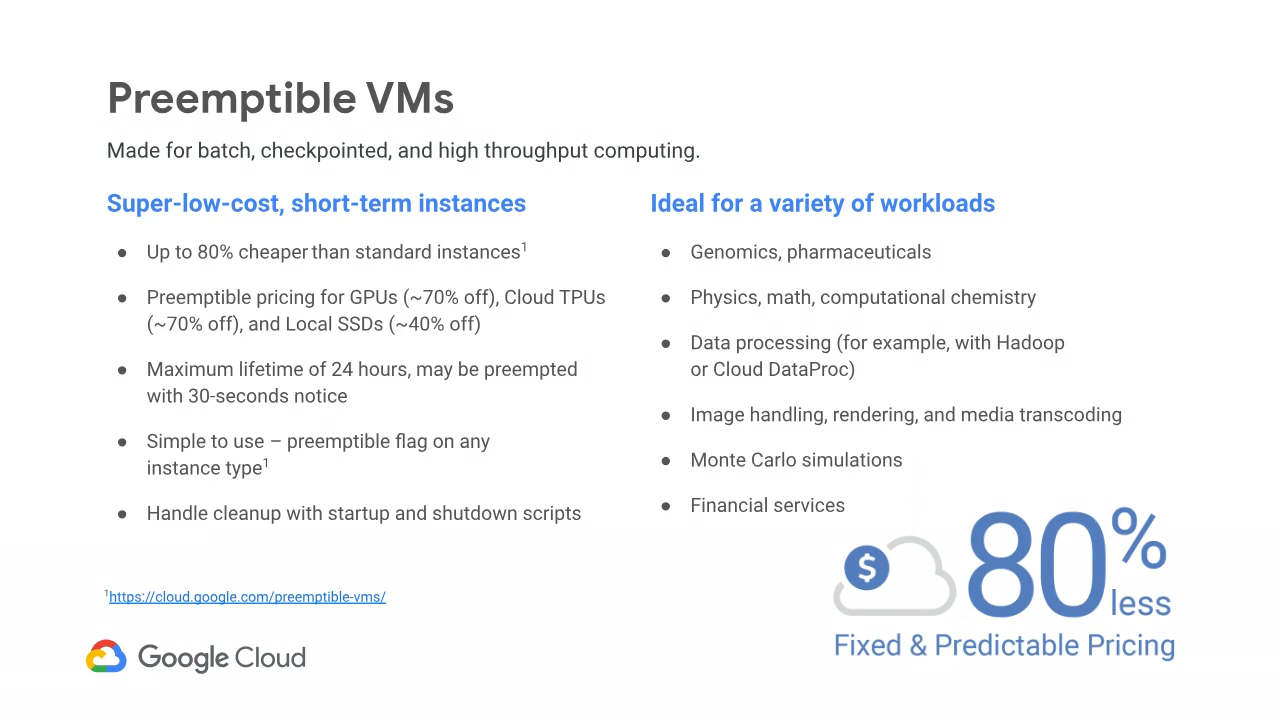 Preemptible VMs
Made for batch, checkpointed, and high throughput computing.
Super-low-cost, short-term instances
● Up to 80% cheaper than standard instances1
● Preemptible pricing for GPUs (~70% off), Cloud TPUs
(~70% off), and Local SSDs (~40% off)
● Maximum lifetime of 24 hours, may be preempted
with 30-seconds notice
● Simple to use – preemptible flag on any
instance type1
● Handle cleanup with startup and shutdown scripts
Ideal for a variety of workloads
● Genomics, pharmaceuticals
● Physics, math, computational chemistry
● Data processing (for example, with Hadoop
or Cloud DataProc)
● Image handling, rendering, and media transcoding
● Monte Carlo simulations
● Financial services
$ 80% less
Fixed & Predictable Pricing
1https://cloud.google.com/preemptible-vms/
Google Cloud